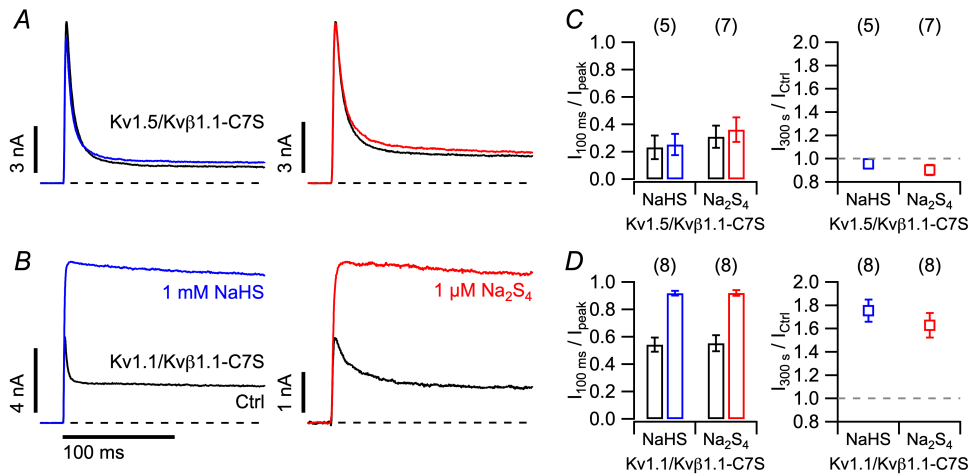 A
Kv1.5/Kvβ1.1-C7S
3 nA
3 nA
B
1 mM NaHS
1 µM Na2S4
Kv1.1/Kvβ1.1-C7S
Ctrl
4 nA
1 nA
100 ms
C
(5) (7)
I100 ms / Ipeak
1.0
0.8
0.6
0.4
0.2
0.0
NaHS Na2S4
Kv1.5/Kvβ1.1-C7S
(5) (7)
I300 s / ICtrl
2.0
1.8
1.6
1.4
1.2
1.0
0.8
NaHS Na2S4
Kv1.5/Kvβ1.1-C7S
D
(8) (8)
I100 ms / Ipeak
1.0
0.8
0.6
0.4
0.2
0.0
NaHS Na2S4
Kv1.1/Kvβ1.1-C7S
(8) (8)
I300 s / ICtrl
2.0
1.8
1.6
1.4
1.2
1.0
0.8
NaHS Na2S4
Kv1.1/Kvβ1.1-C7S